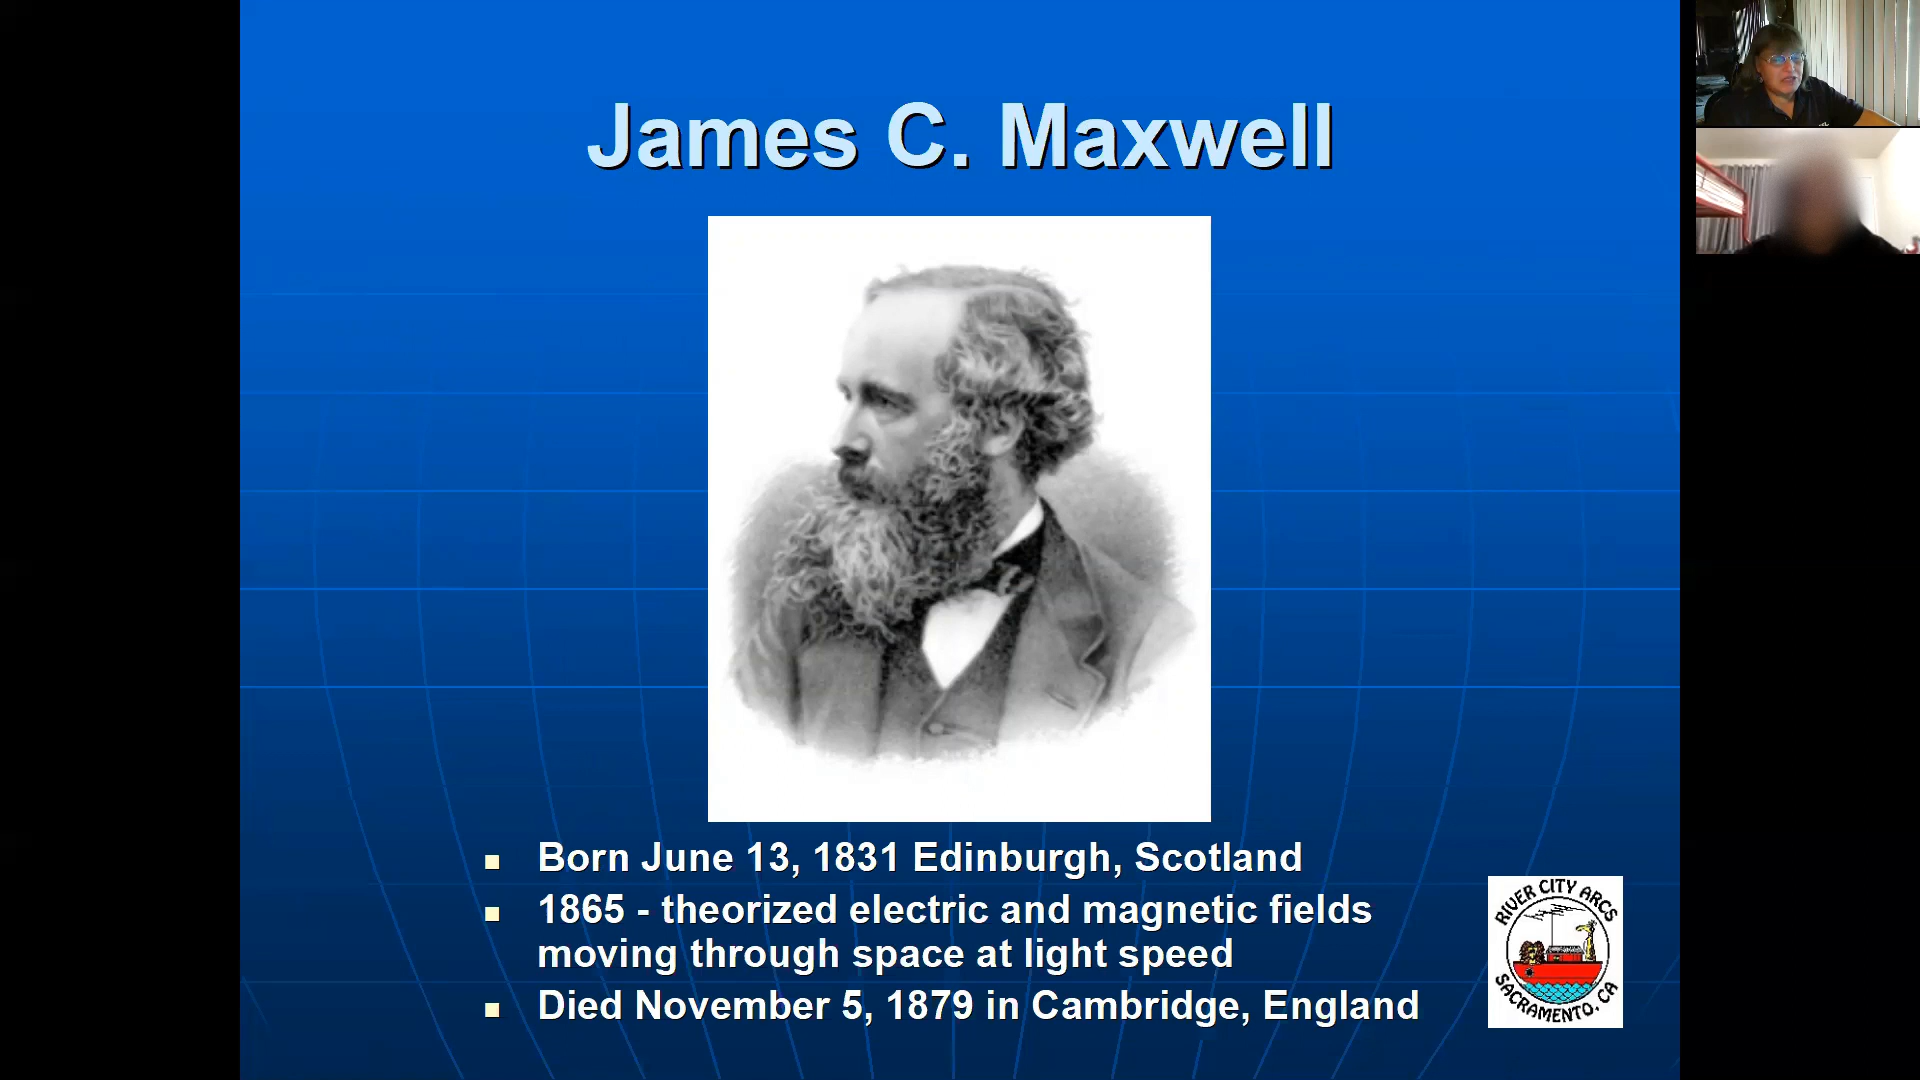 James C. Maxwell
Born June 13, 1831 Edinburgh, Scotland
1865 - theorized electric and magnetic fields
moving through space at light speed
Died November 5, 1879 in Cambridge, England
RIVER CITY ARCS
SACRAMENTO, CA